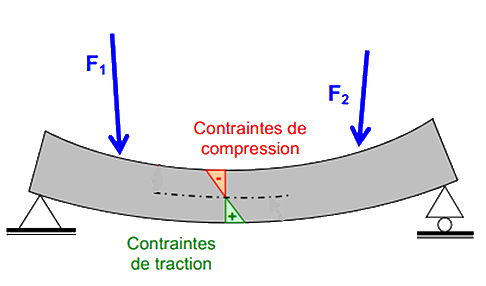 F1
F2
Contraintes de
compression
-
+
Contraintes
de traction